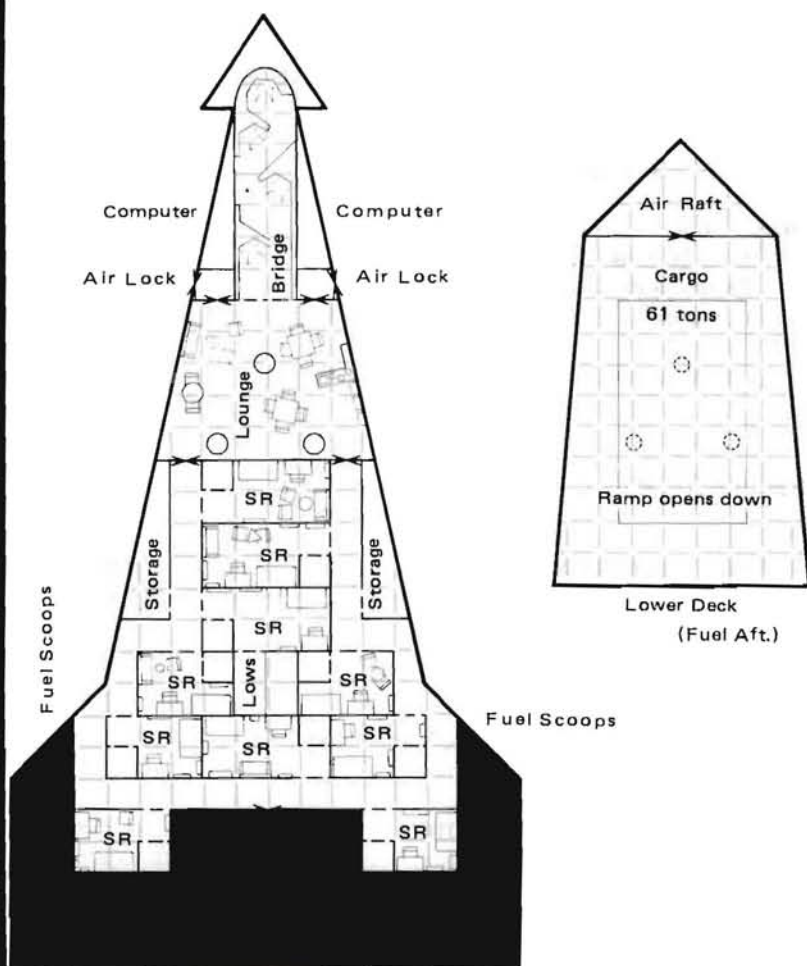 Computer
Computer
Air Lock
Bridge
Air Lock
Lounge
SR
SR
Storage
Storage
SR
Fuel Scoops
SR
Lows
SR
Fuel Scoops
SR
SR
SR
SR
SR
Air Raft
Cargo
61 tons
Ramp opens down
Lower Deck
(Fuel Aft.)